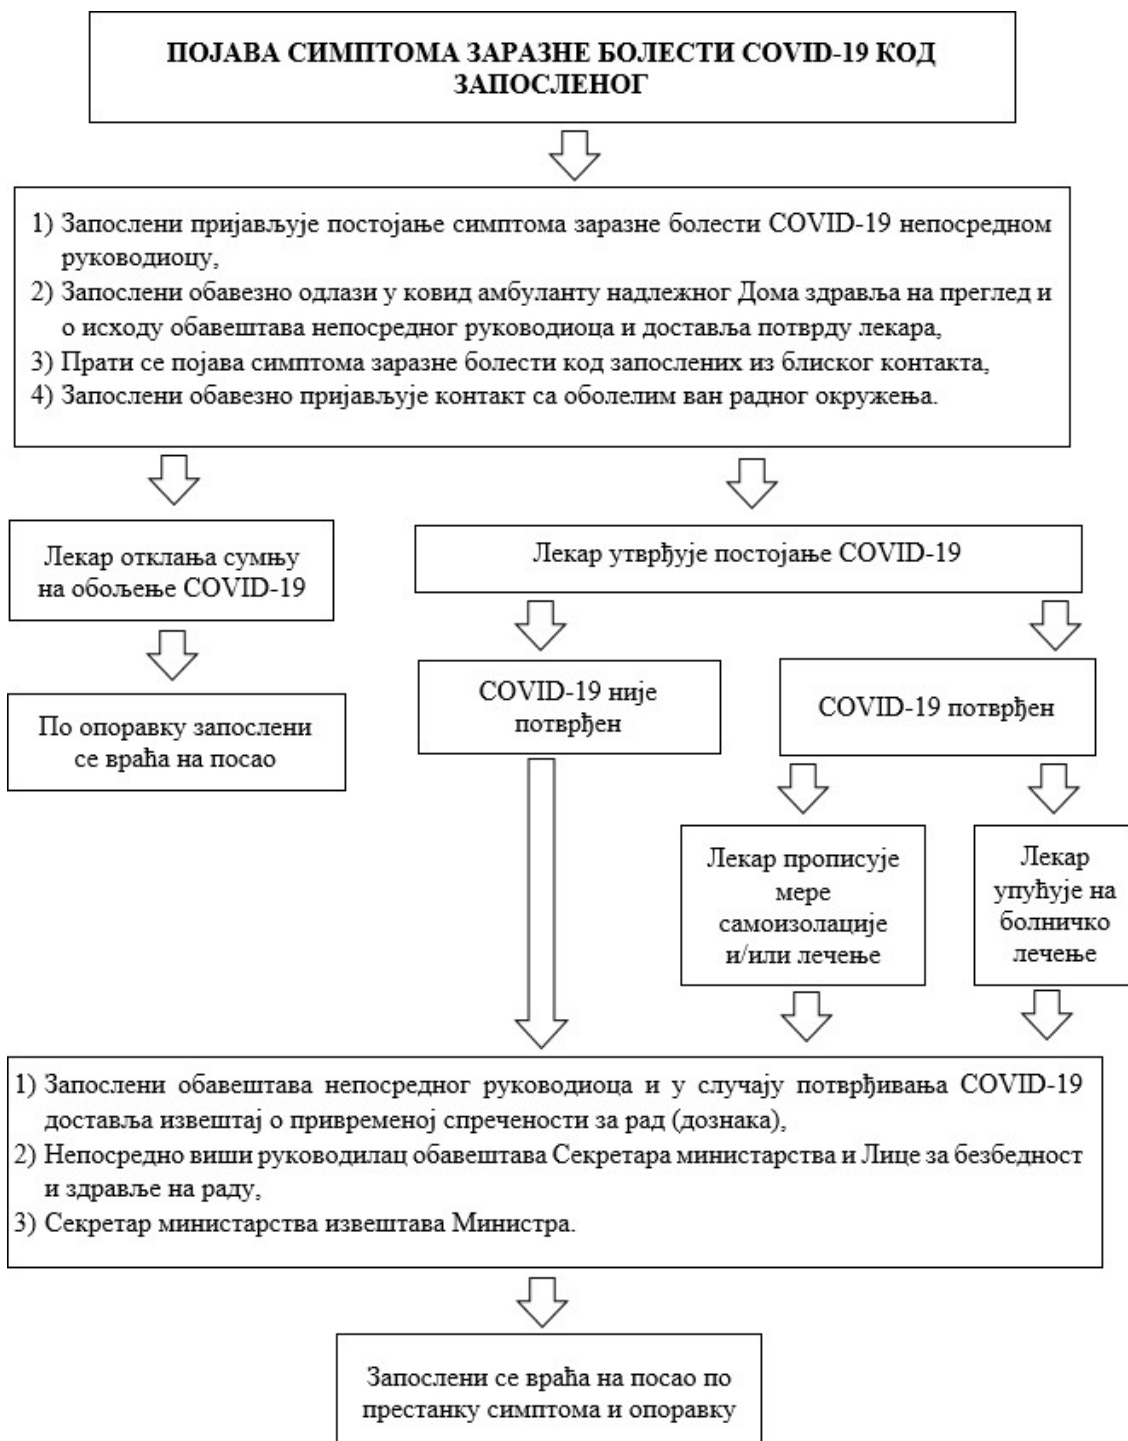 ПОЈАВА СИМПТОМА ЗАРАЗНЕ БОЛЕСТИ COVID-19 КОД
ЗАПОСЛЕНОГ
1) Запослени пријављује постојање симптома заразне болести COVID-19 непосредном
руководиоцу,
2) Запослени обавезно одлази у ковид амбуланту надлежног Дома здравља на преглед и
о исходу обавештава непосредног руководиоца и доставља потврду лекара,
3) Прати се појава симптома заразне болести код запослених из блиског контакта,
4) Запослени обавезно пријављује контакт са оболелим ван радног окружења.
Лекар отклања сумњу
на обољење COVID-19
Лекар утврђује постојање COVID-19
По опоравку запослени
се враћа на посао
COVID-19 није
потврђен
COVID-19 потврђен
Лекар прописује
мере
самоизолације
и/или лечење
Лекар
упућује на
болничко
лечење
1) Запослени обавештава непосредног руководиоца и у случају потврђивања COVID-19
доставља извештај о привременој спречености за рад (дознака),
2) Непосредно виши руководилац обавештава Секретара министарства и Лице за безбедност
и здравље на раду,
3) Секретар министарства извештава Министра.
Запослени се враћа на посао по
престанку симптома и опоравку